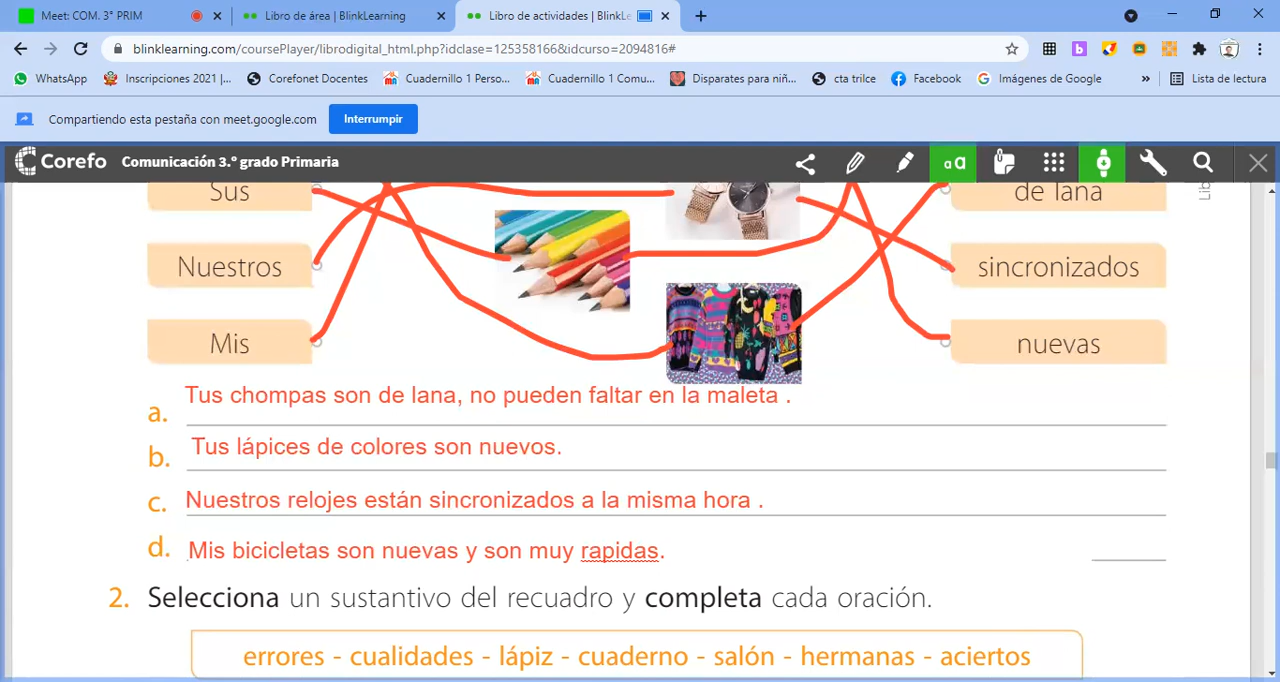 Meet: COM. 3° PRIM
Libro de área | BlinkLearning
Libro de actividades | BlinkLe
blinklearning.com/coursePlayer/librodigital_html.php?idclase=125358166&idcurso=2094816#
WhatsApp
Inscripciones 2021 |...
Corefonet Docentes
Cuadernillo 1 Perso...
Cuadernillo 1 Comu...
Disparates para niñ...
cta trilce
Facebook
Imágenes de Google
»
Lista de lectura
Compartiendo esta pestaña con meet.google.com
Interrumpir
Corefo
Comunicación 3.º grado Primaria
aa
Sus
de lana
Lib
Nuestros
sincronizados
Mis
nuevas
a. Tus chompas son de lana, no pueden faltar en la maleta .
b. Tus lápices de colores son nuevos.
c. Nuestros relojes están sincronizados a la misma hora .
d. Mis bicicletas son nuevas y son muy rapidas.
2. Selecciona un sustantivo del recuadro y completa cada oración.
errores - cualidades - lápiz - cuaderno - salón - hermanas - aciertos